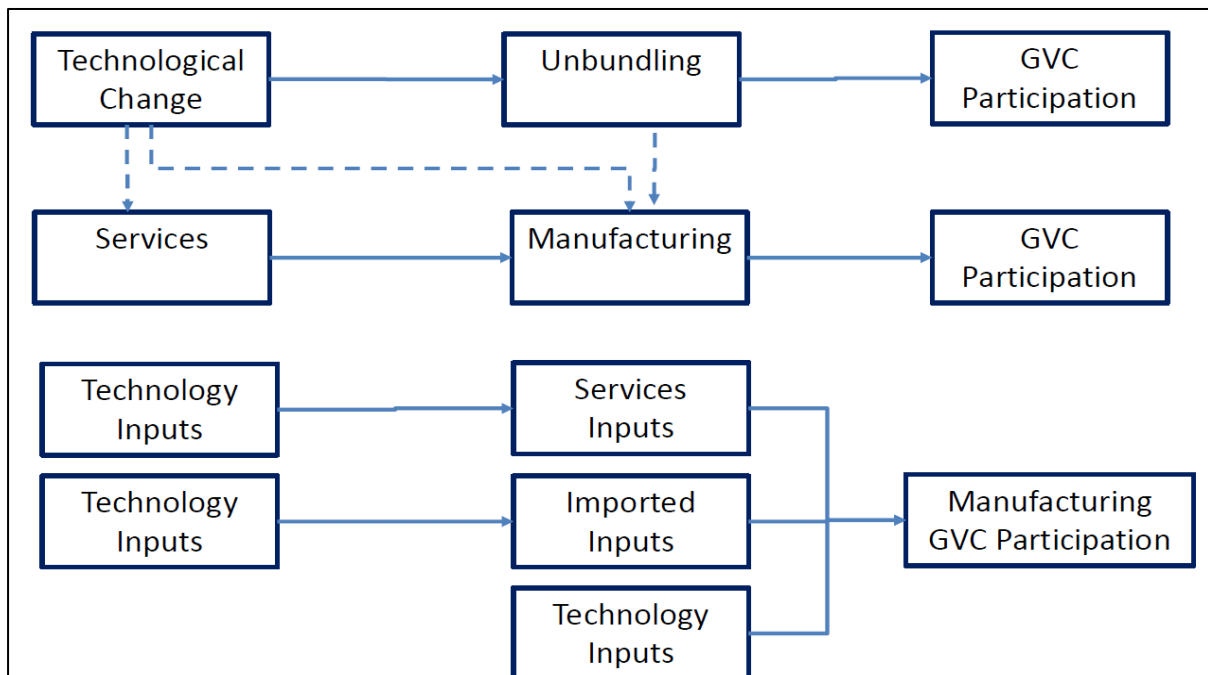 Technological
Change
Unbundling
GVC
Participation
Services
Manufacturing
GVC
Participation
Technology
Inputs
Services
Inputs
Technology
Inputs
Imported
Inputs
Manufacturing
GVC Participation
Technology
Inputs